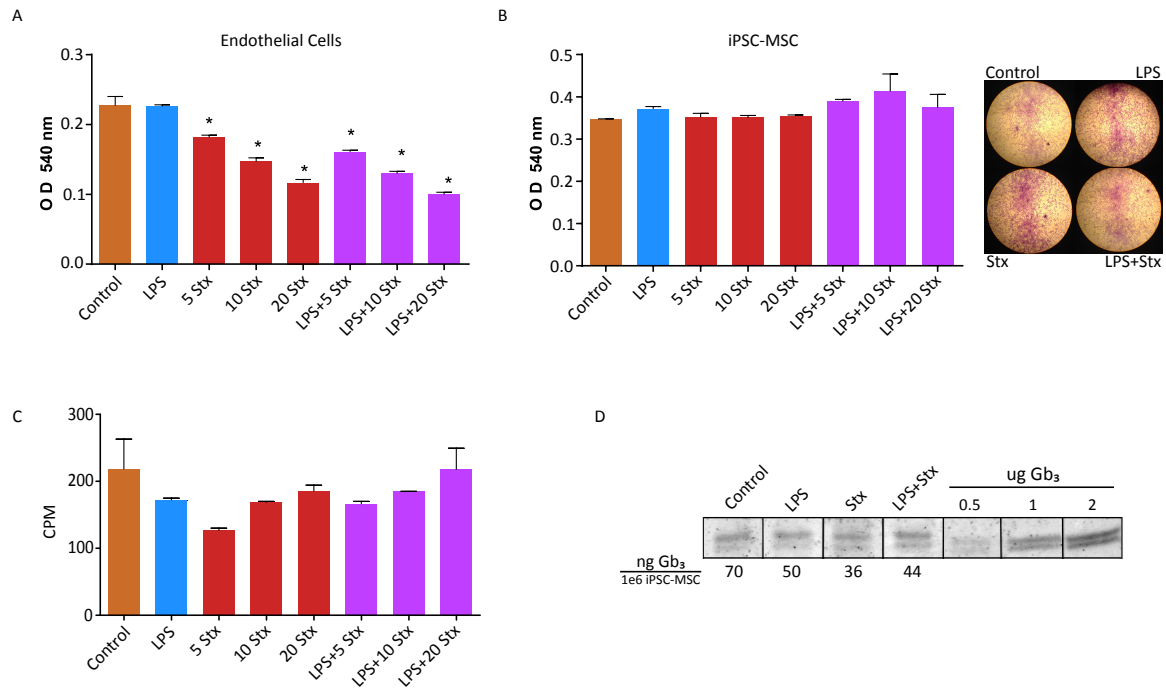 A
Endothelial Cells
0.3
0.2
0.1
0.0
O D 540 nm
*
*
*
*
*
*
Control
LPS
5 Stx
10 Stx
20 Stx
LPS+5 Stx
LPS+10 Stx
LPS+20 Stx
B
iPSC-MSC
0.5
0.4
0.3
0.2
0.1
0.0
O D 540 nm
Control
LPS
5 Stx
10 Stx
20 Stx
LPS+5 Stx
LPS+10 Stx
LPS+20 Stx
Control LPS
Stx LPS+Stx
C
300
200
100
0
CPM
Control
LPS
5 Stx
10 Stx
20 Stx
LPS+5 Stx
LPS+10 Stx
LPS+20 Stx
D
Control
LPS
Stx
LPS+Stx
ug Gb₃
0.5 1 2
ng Gb₃
1e6 iPSC-MSC
70 50 36 44